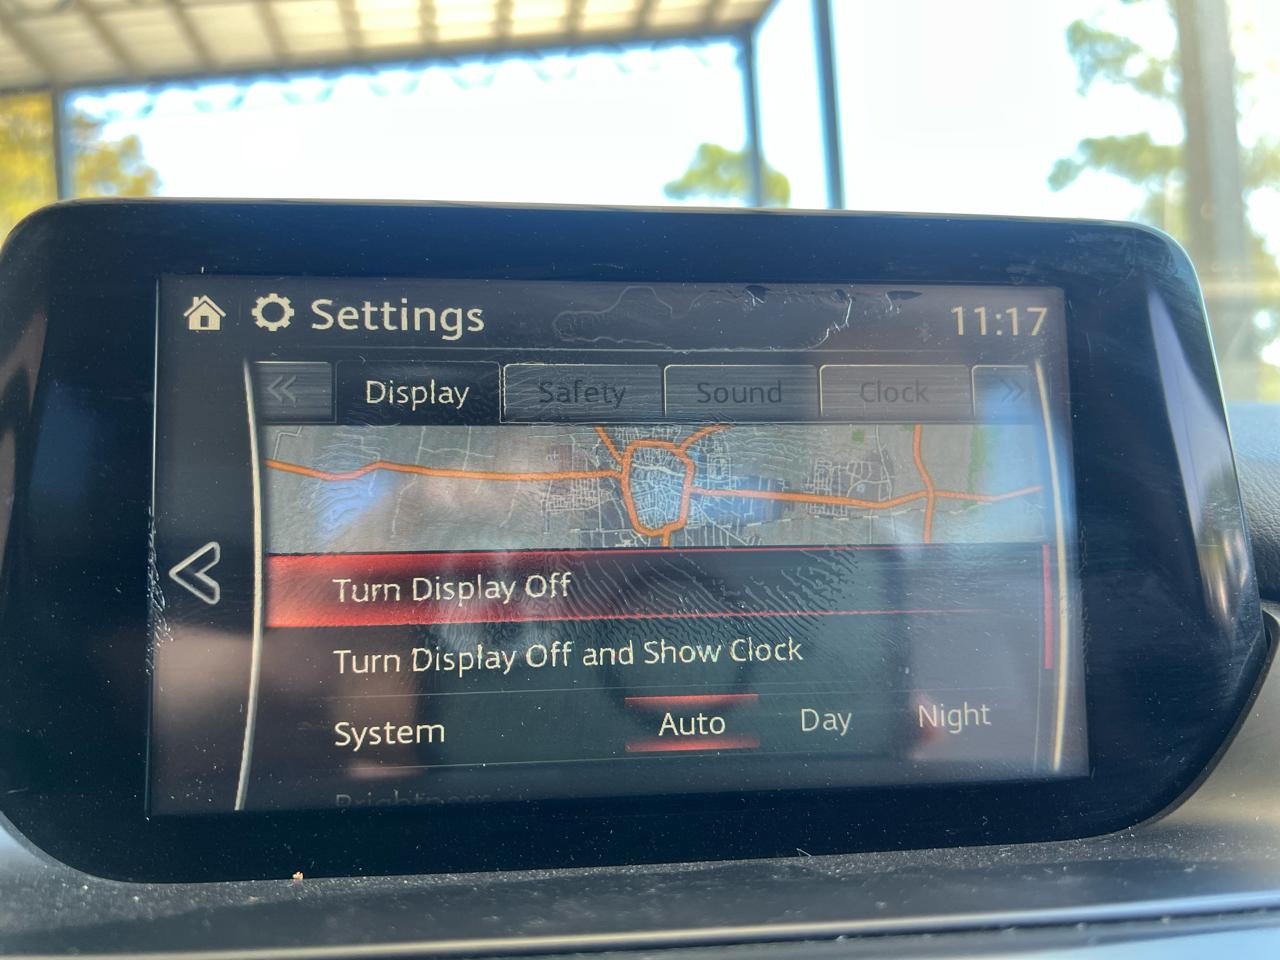 Settings
11:17
Display Safety Sound Clock
Turn Display Off
Turn Display Off and Show Clock
System Auto Day Night
Brightness